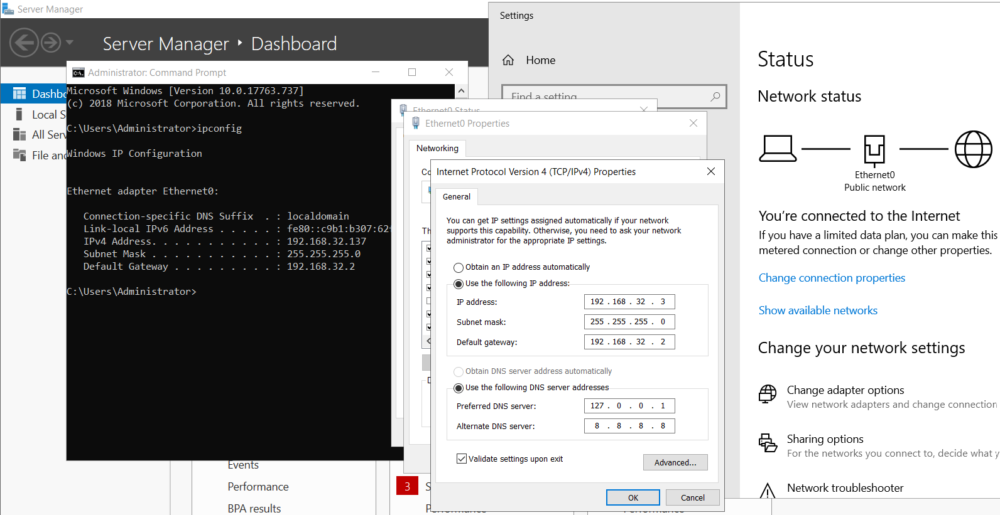 Server Manager
Server Manager ‣ Dashboard
Dashbo
Local S
All Serv
File and
Administrator: Command Prompt
Microsoft Windows [Version 10.0.17763.737]
(c) 2018 Microsoft Corporation. All rights reserved.
C:\Users\Administrator>ipconfig
Windows IP Configuration
Ethernet adapter Ethernet0:
Connection-specific DNS Suffix  . : localdomain
Link-local IPv6 Address . . . . . : fe80::c9b1:b307:62f
IPv4 Address. . . . . . . . . . . : 192.168.32.137
Subnet Mask . . . . . . . . . . . : 255.255.255.0
Default Gateway . . . . . . . . . : 192.168.32.2
C:\Users\Administrator>
Events
Performance
BPA results
3
Performance
Performance
Ethernet0 Status
Ethernet0 Properties
Networking
Internet Protocol Version 4 (TCP/IPv4) Properties
General
You can get IP settings assigned automatically if your network
supports this capability. Otherwise, you need to ask your network
administrator for the appropriate IP settings.
Obtain an IP address automatically
Use the following IP address:
IP address: 192 . 168 . 32 . 3
Subnet mask: 255 . 255 . 255 . 0
Default gateway: 192 . 168 . 32 . 2
Obtain DNS server address automatically
Use the following DNS server addresses
Preferred DNS server: 127 . 0 . 0 . 1
Alternate DNS server: 8 . 8 . 8 . 8
Validate settings upon exit
Advanced...
OK
Cancel
Settings
Home
Find a setting
Status
Network status
Ethernet0
Public network
You're connected to the Internet
If you have a limited data plan, you can make this
metered connection or change other properties.
Change connection properties
Show available networks
Change your network settings
Change adapter options
View network adapters and change connection
Sharing options
For the networks you connect to, decide what y
Network troubleshooter